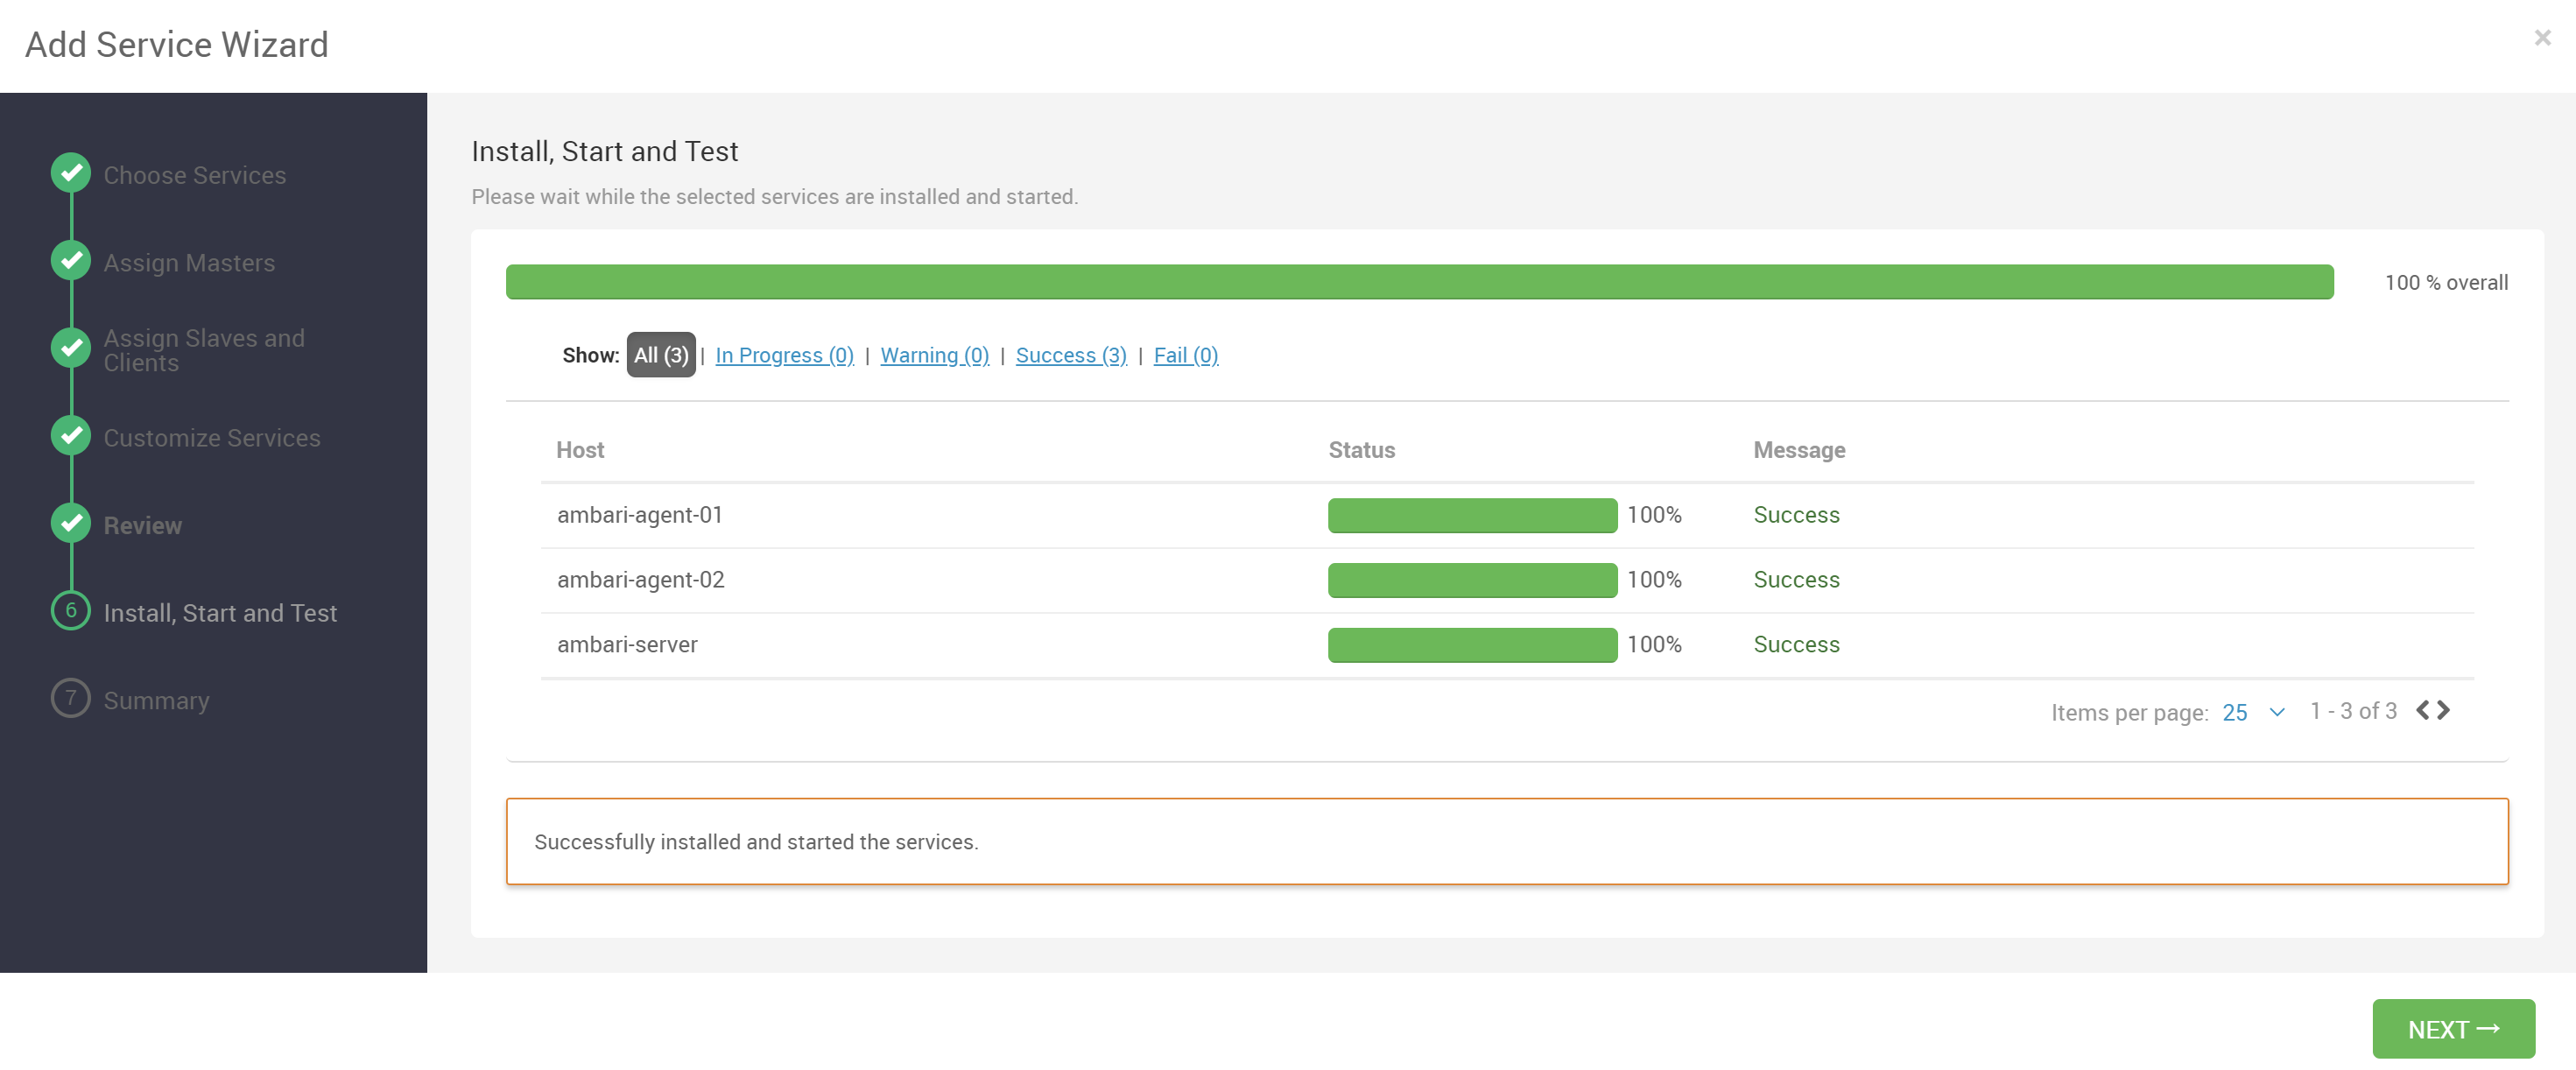 Add Service Wizard
×
Choose Services
Assign Masters
Assign Slaves and
Clients
Customize Services
Review
6 Install, Start and Test
7 Summary
Install, Start and Test
Please wait while the selected services are installed and started.
100 % overall
Show: All (3) | In Progress (0) | Warning (0) | Success (3) | Fail (0)
Host Status Message
ambari-agent-01 100% Success
ambari-agent-02 100% Success
ambari-server 100% Success
Items per page: 25 1 - 3 of 3
Successfully installed and started the services.
NEXT →